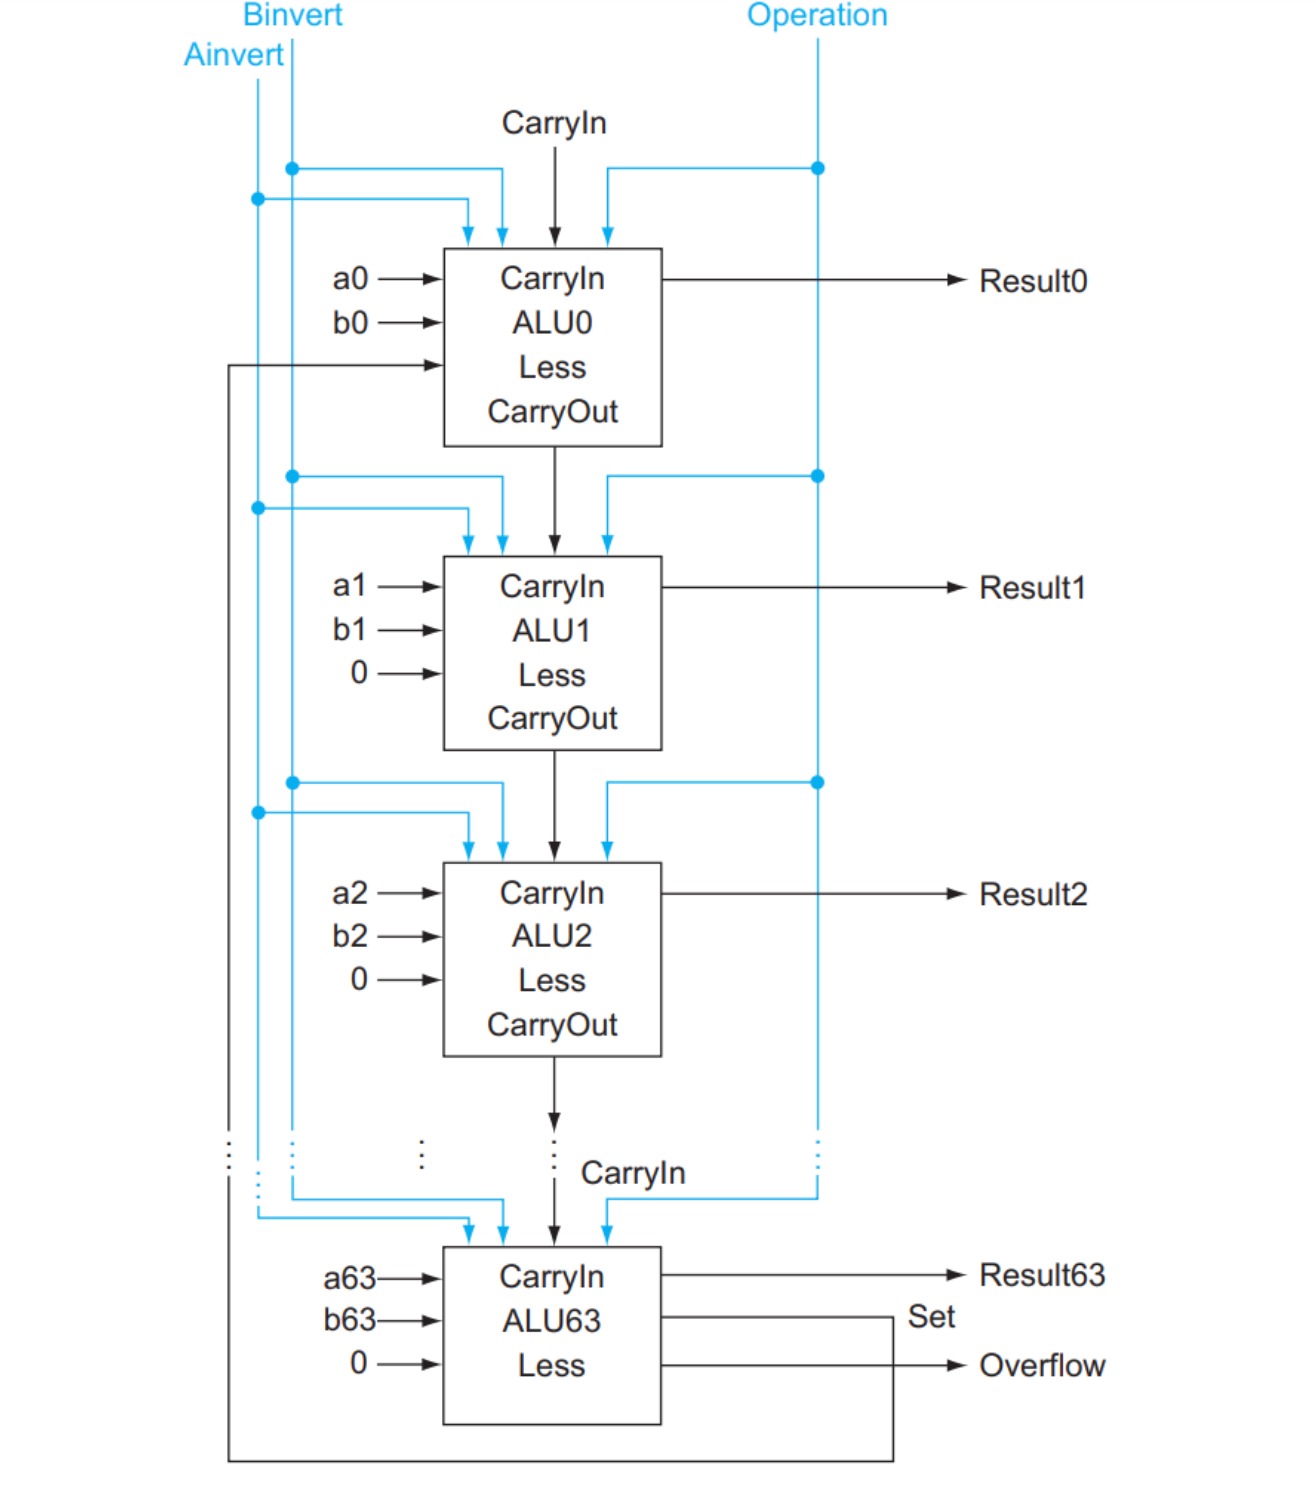 Binvert
Operation
Ainvert
CarryIn
a0
CarryIn
Result0
b0
ALU0
Less
CarryOut
a1
CarryIn
Result1
b1
ALU1
0
Less
CarryOut
a2
CarryIn
Result2
b2
ALU2
0
Less
CarryOut
CarryIn
a63
CarryIn
Result63
b63
ALU63
Set
0
Less
Overflow